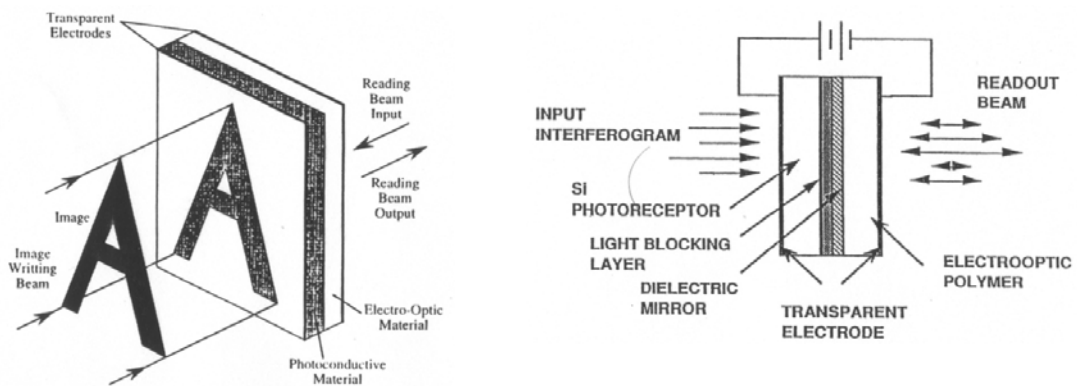 Transparent
Electrodes
Reading
Beam
Input
Reading
Beam
Output
Image
Image
Writting
Beam
Electro-Optic
Material
Photoconductive
Material
INPUT
INTERFEROGRAM
READOUT
BEAM
Si
PHOTORECEPTOR
LIGHT BLOCKING
LAYER
DIELECTRIC
MIRROR
TRANSPARENT
ELECTRODE
ELECTROOPTIC
POLYMER